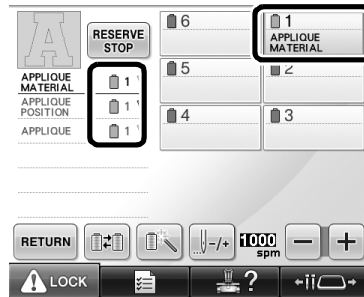 A
RESERVE
STOP
6
1
APPLIQUE
MATERIAL
APPLIQUE
MATERIAL
1
5
2
APPLIQUE
POSITION
1
APPLIQUE
1
4
3
RETURN
-/+
1000
spm
−
+
LOCK
?